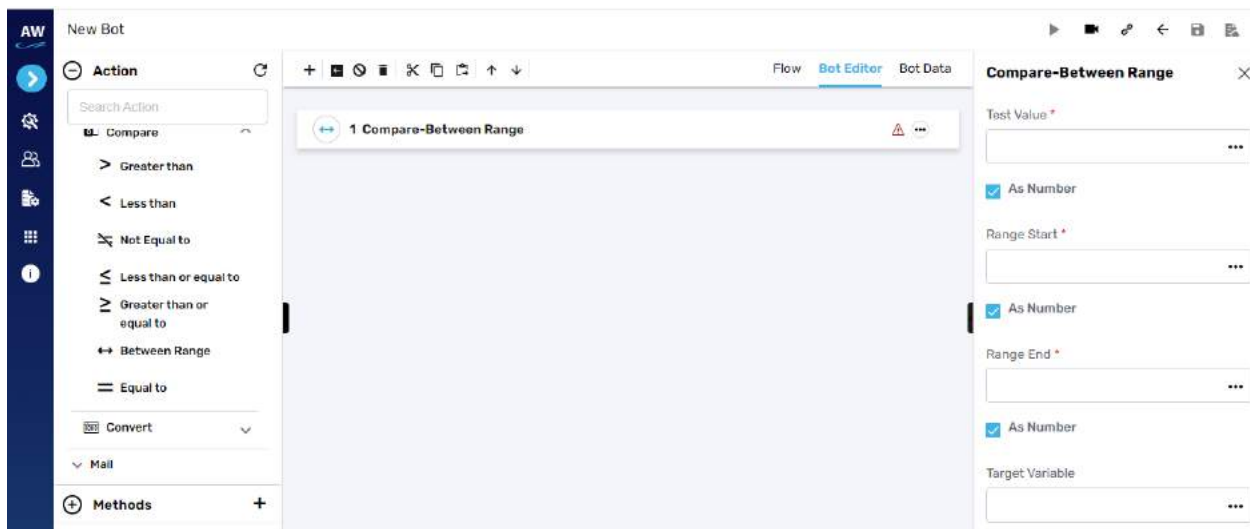 AW
New Bot
Action
Search Action
Compare
> Greater than
< Less than
Not Equal to
≤ Less than or equal to
≥ Greater than or
equal to
Between Range
Equal to
Convert
Mail
Methods +
Flow Bot Editor Bot Data
1 Compare-Between Range
Compare-Between Range
Test Value *
As Number
Range Start *
As Number
Range End *
As Number
Target Variable